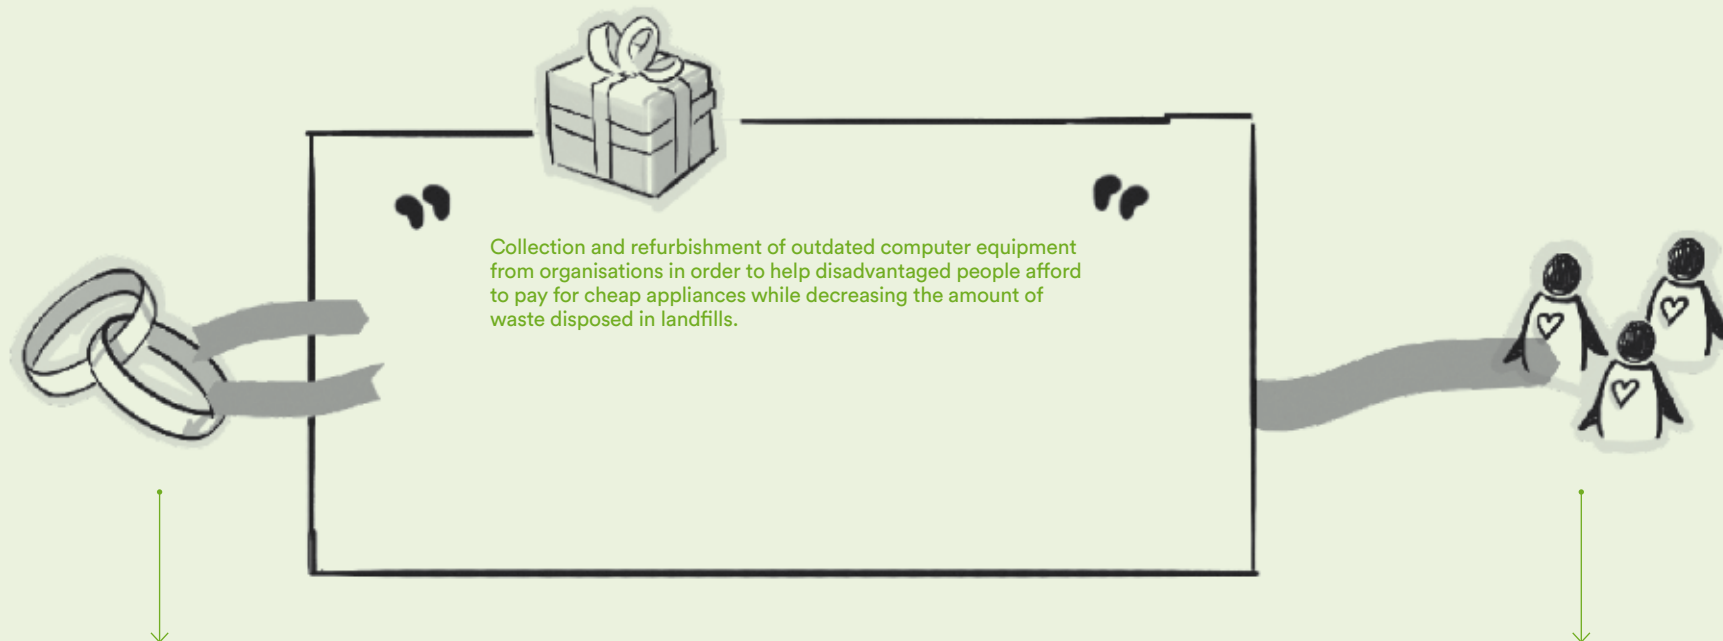 Collection and refurbishment of outdated computer equipment
from organisations in order to help disadvantaged people afford
to pay for cheap appliances while decreasing the amount of
waste disposed in landfills.